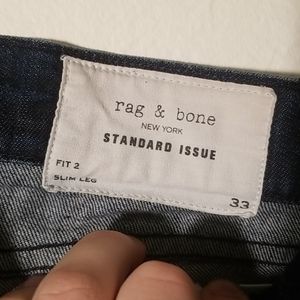 rag & bone
NEW YORK
STANDARD ISSUE
FIT 2
SLIM LEG
33